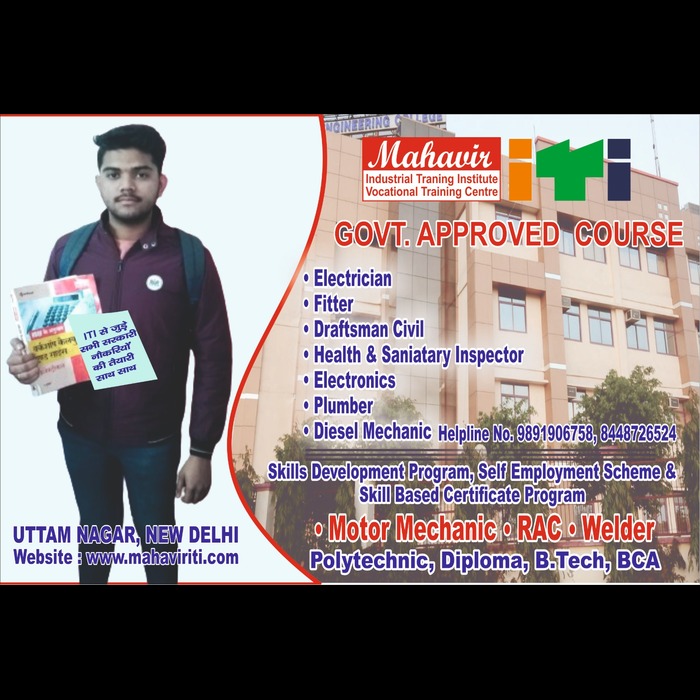 ENGINEERING COLLEGE
Mahavir
Industrial Traning Institute
Vocational Training Centre
iTi
GOVT. APPROVED COURSE
• Electrician
• Fitter
• Draftsman Civil
• Health & Saniatary Inspector
• Electronics
• Plumber
• Diesel Mechanic Helpline No. 9891906758, 8448726524
Skills Development Program, Self Employment Scheme &
Skill Based Certificate Program
• Motor Mechanic • RAC • Welder
Polytechnic, Diploma, B.Tech, BCA
ITI से जुड़े
सभी सरकारी
नौकरियाँ
की तैयारी
साथ साथ
UTTAM NAGAR, NEW DELHI
Website : www.mahaviriti.com